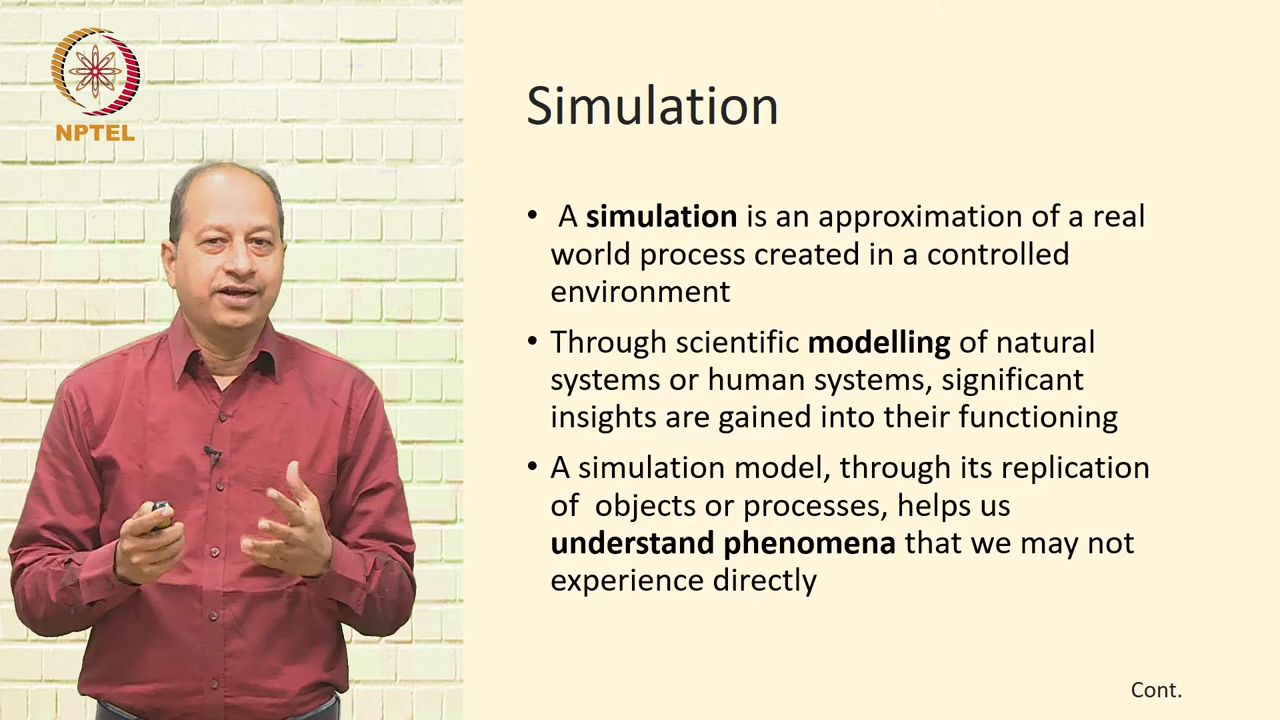 NPTEL
Simulation
• A simulation is an approximation of a real
world process created in a controlled
environment
• Through scientific modelling of natural
systems or human systems, significant
insights are gained into their functioning
• A simulation model, through its replication
of objects or processes, helps us
understand phenomena that we may not
experience directly
Cont.